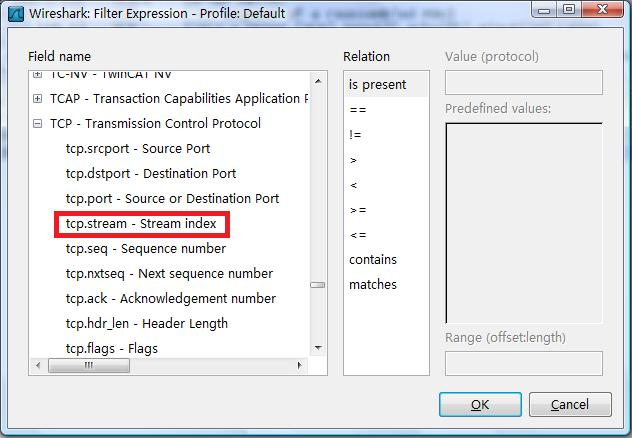 Wireshark: Filter Expression - Profile: Default
Field name
TC-NV - TwinCAT NV
TCAP - Transaction Capabilities Application P
TCP - Transmission Control Protocol
tcp.srcport - Source Port
tcp.dstport - Destination Port
tcp.port - Source or Destination Port
tcp.stream - Stream index
tcp.seq - Sequence number
tcp.nxtseq - Next sequence number
tcp.ack - Acknowledgement number
tcp.hdr_len - Header Length
tcp.flags - Flags
Relation
is present
==
!=
>
<
>=
<=
contains
matches
Value (protocol)
Predefined values:
Range (offset:length)
OK
Cancel